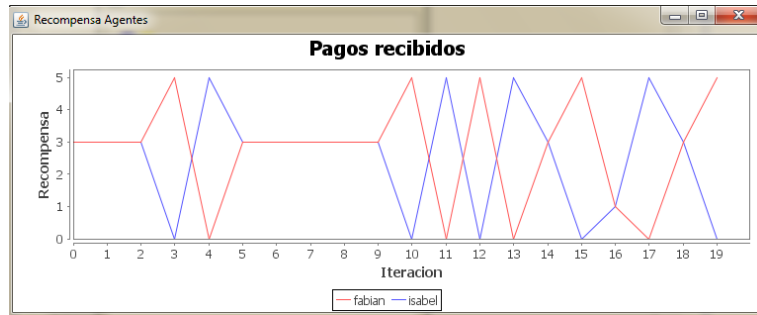 Recompensa Agentes
Pagos recibidos
Recompensa
5
4
3
2
1
0
0 1 2 3 4 5 6 7 8 9 10 11 12 13 14 15 16 17 18 19
Iteracion
fabian isabel